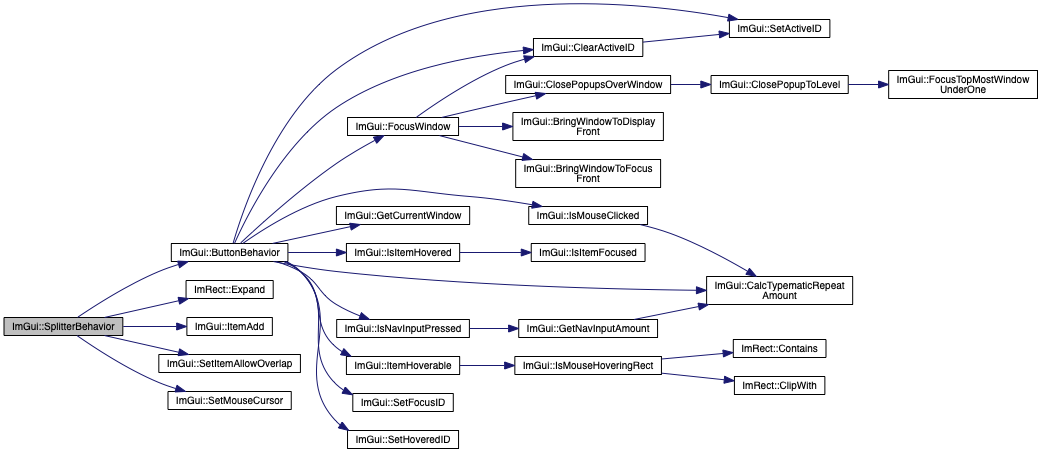 ImGui::SetActiveID
ImGui::ClearActiveID
ImGui::ClosePopupsOverWindow
ImGui::ClosePopupToLevel
ImGui::FocusTopMostWindow
UnderOne
ImGui::FocusWindow
ImGui::BringWindowToDisplay
Front
ImGui::BringWindowToFocus
Front
ImGui::GetCurrentWindow
ImGui::IsMouseClicked
ImGui::ButtonBehavior
ImGui::IsItemHovered
ImGui::IsItemFocused
ImRect::Expand
ImGui::CalcTypematicRepeat
Amount
ImGui::SplitterBehavior
ImGui::ItemAdd
ImGui::IsNavInputPressed
ImGui::GetNavInputAmount
ImGui::SetItemAllowOverlap
ImGui::ItemHoverable
ImGui::IsMouseHoveringRect
ImRect::Contains
ImRect::ClipWith
ImGui::SetMouseCursor
ImGui::SetFocusID
ImGui::SetHoveredID